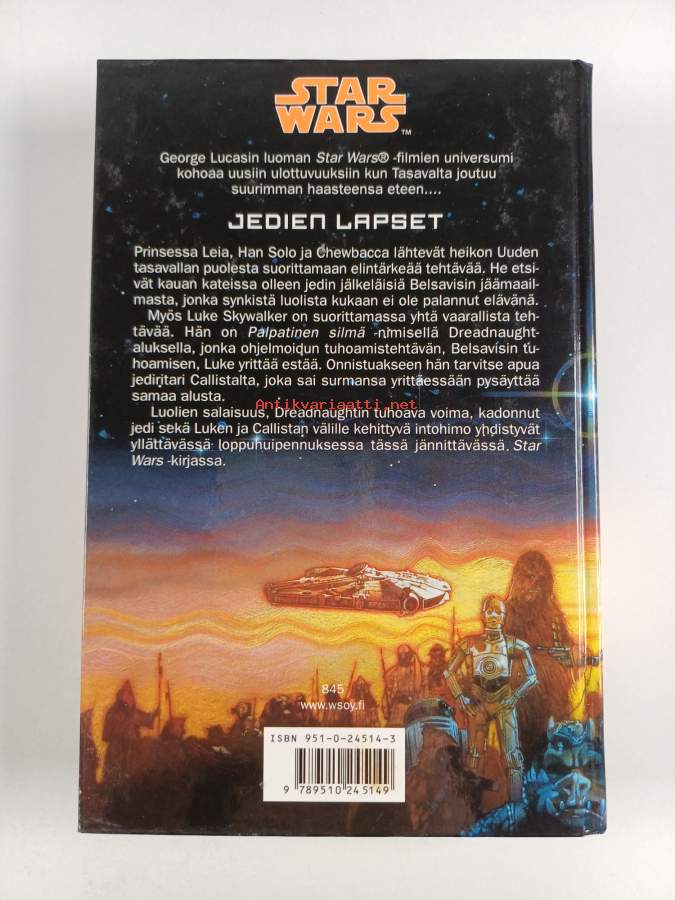 STAR
WARS™
George Lucasin luoman Star Wars® -filmien universumi
kohoaa uusiin ulottuvuuksiin kun Tasavalta joutuu
suurimman haasteensa eteen....
JEDIEN LAPSET
Prinsessa Leia, Han Solo ja Chewbacca lähtevät heikon Uuden
tasavallan puolesta suorittamaan elintärkeää tehtävää. He etsi-
vät kauan kateissa olleen jedin jälkeläisiä Belsavisin jäämaail-
masta, jonka synkistä luolista kukaan ei ole palannut elävänä.
Myös Luke Skywalker on suorittamassa yhtä vaarallista teh-
tävää. Hän on Palpatinen silmä -nimisellä Dreadnaught-
aluksella, jonka ohjelmoidun tuhoamistehtävän, Belsavisin tu-
hoamisen, Luke yrittää estää. Onnistuakseen hän tarvitse apua
jediritari Callistalta, joka sai surmansa yrittäessään pysäyttää
samaa alusta.
Antikvariaatti.net
Luolien salaisuus, Dreadnaughtin tuhoava voima, kadonnut
jedi sekä Luken ja Callistan välille kehittyvä intohimo yhdistyvät
yllättävässä loppuhuipennuksessa tässä jännittävässä Star
Wars -kirjassa.
845
www.wsoy.fi
ISBN 951-0-24514-3
9 789510 245149